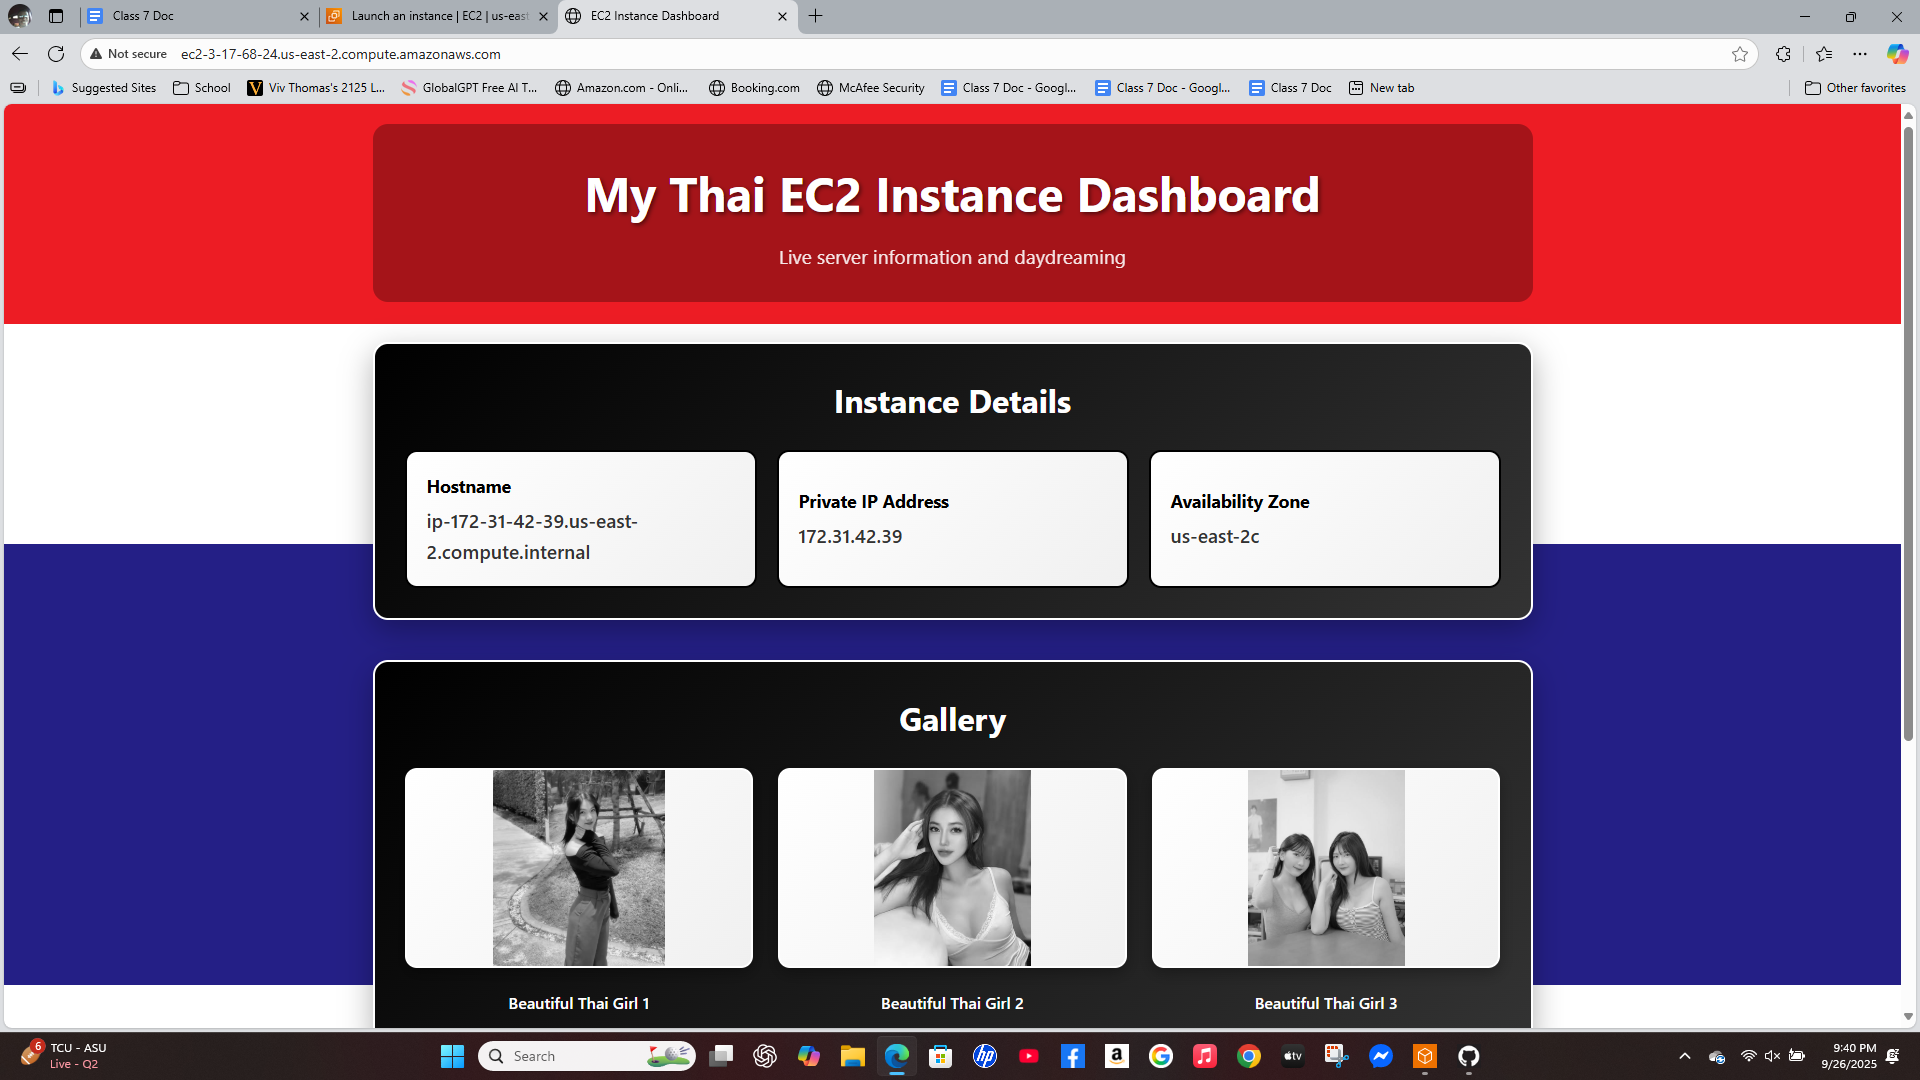 Class 7 Doc
Launch an instance | EC2 | us-eas
EC2 Instance Dashboard
Not secure
ec2-3-17-68-24.us-east-2.compute.amazonaws.com
Suggested Sites
School
Viv Thomas's 2125 L...
GlobalGPT Free AI T...
Amazon.com - Onli...
Booking.com
McAfee Security
Class 7 Doc - Googl...
Class 7 Doc - Googl...
Class 7 Doc
New tab
Other favorites
My Thai EC2 Instance Dashboard
Live server information and daydreaming
Instance Details
Hostname
ip-172-31-42-39.us-east-
2.compute.internal
Private IP Address
172.31.42.39
Availability Zone
us-east-2c
Gallery
Beautiful Thai Girl 1
Beautiful Thai Girl 2
Beautiful Thai Girl 3
6
TCU - ASU
Live - Q2
Search
hp
a
tv
9:40 PM
9/26/2025